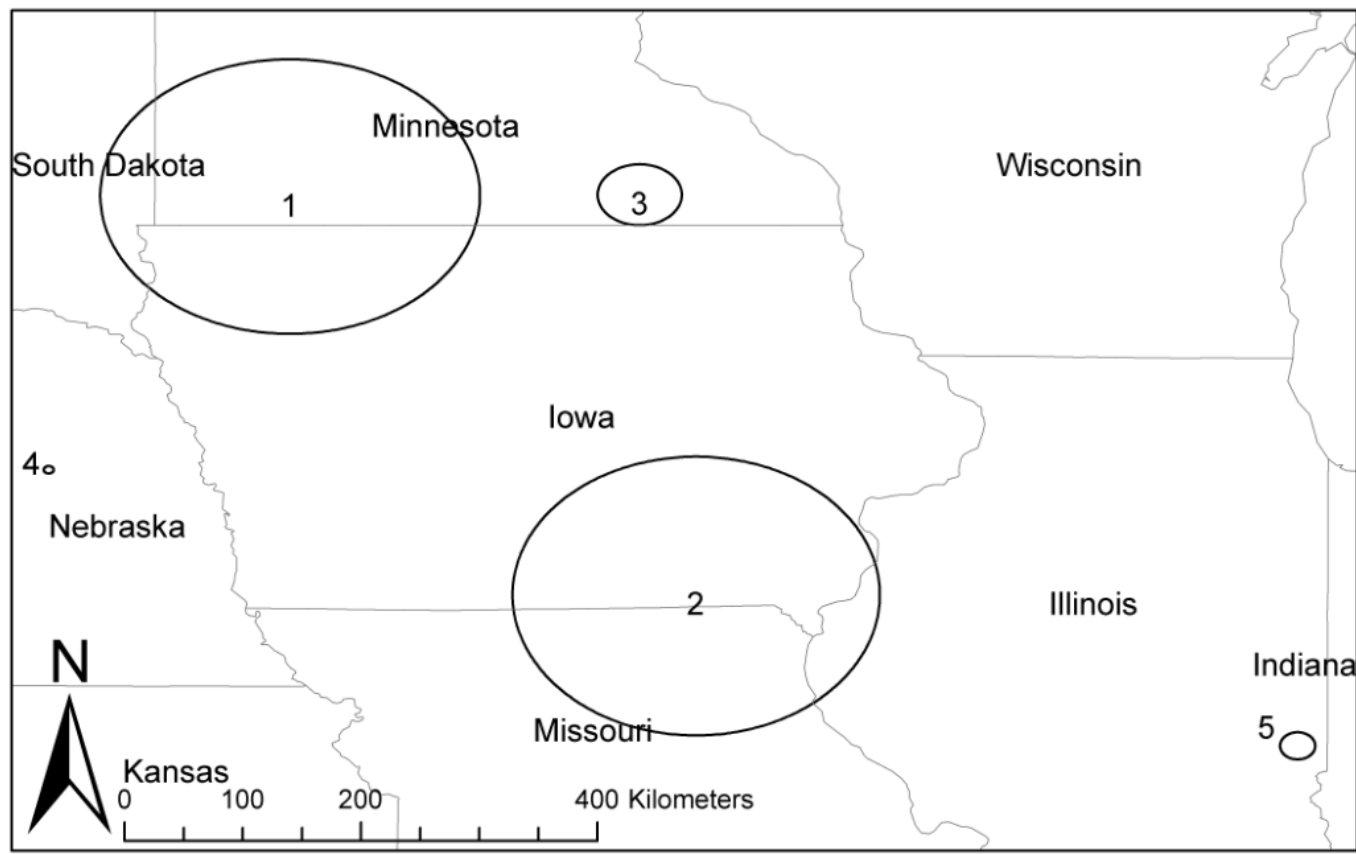 Minnesota
South Dakota
Wisconsin
1
3
Iowa
4
Nebraska
2
Illinois
N
Indiana
5
Missouri
Kansas
0 100 200 400 Kilometers